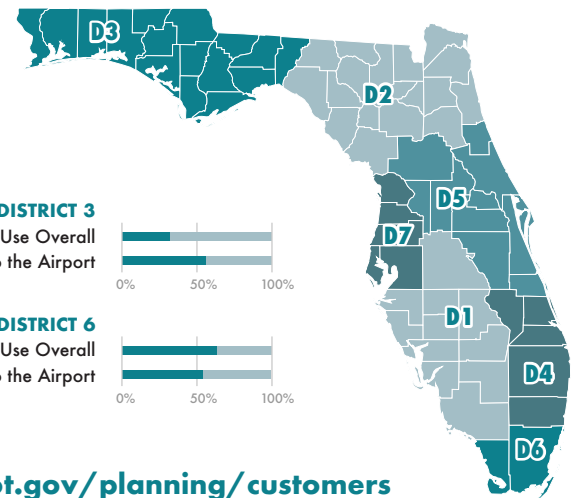 D3
D2
D5
D7
D1
D4
D6
DISTRICT 3
Use Overall
the Airport
0% 50% 100%
DISTRICT 6
Use Overall
the Airport
0% 50% 100%
.gov/planning/customers